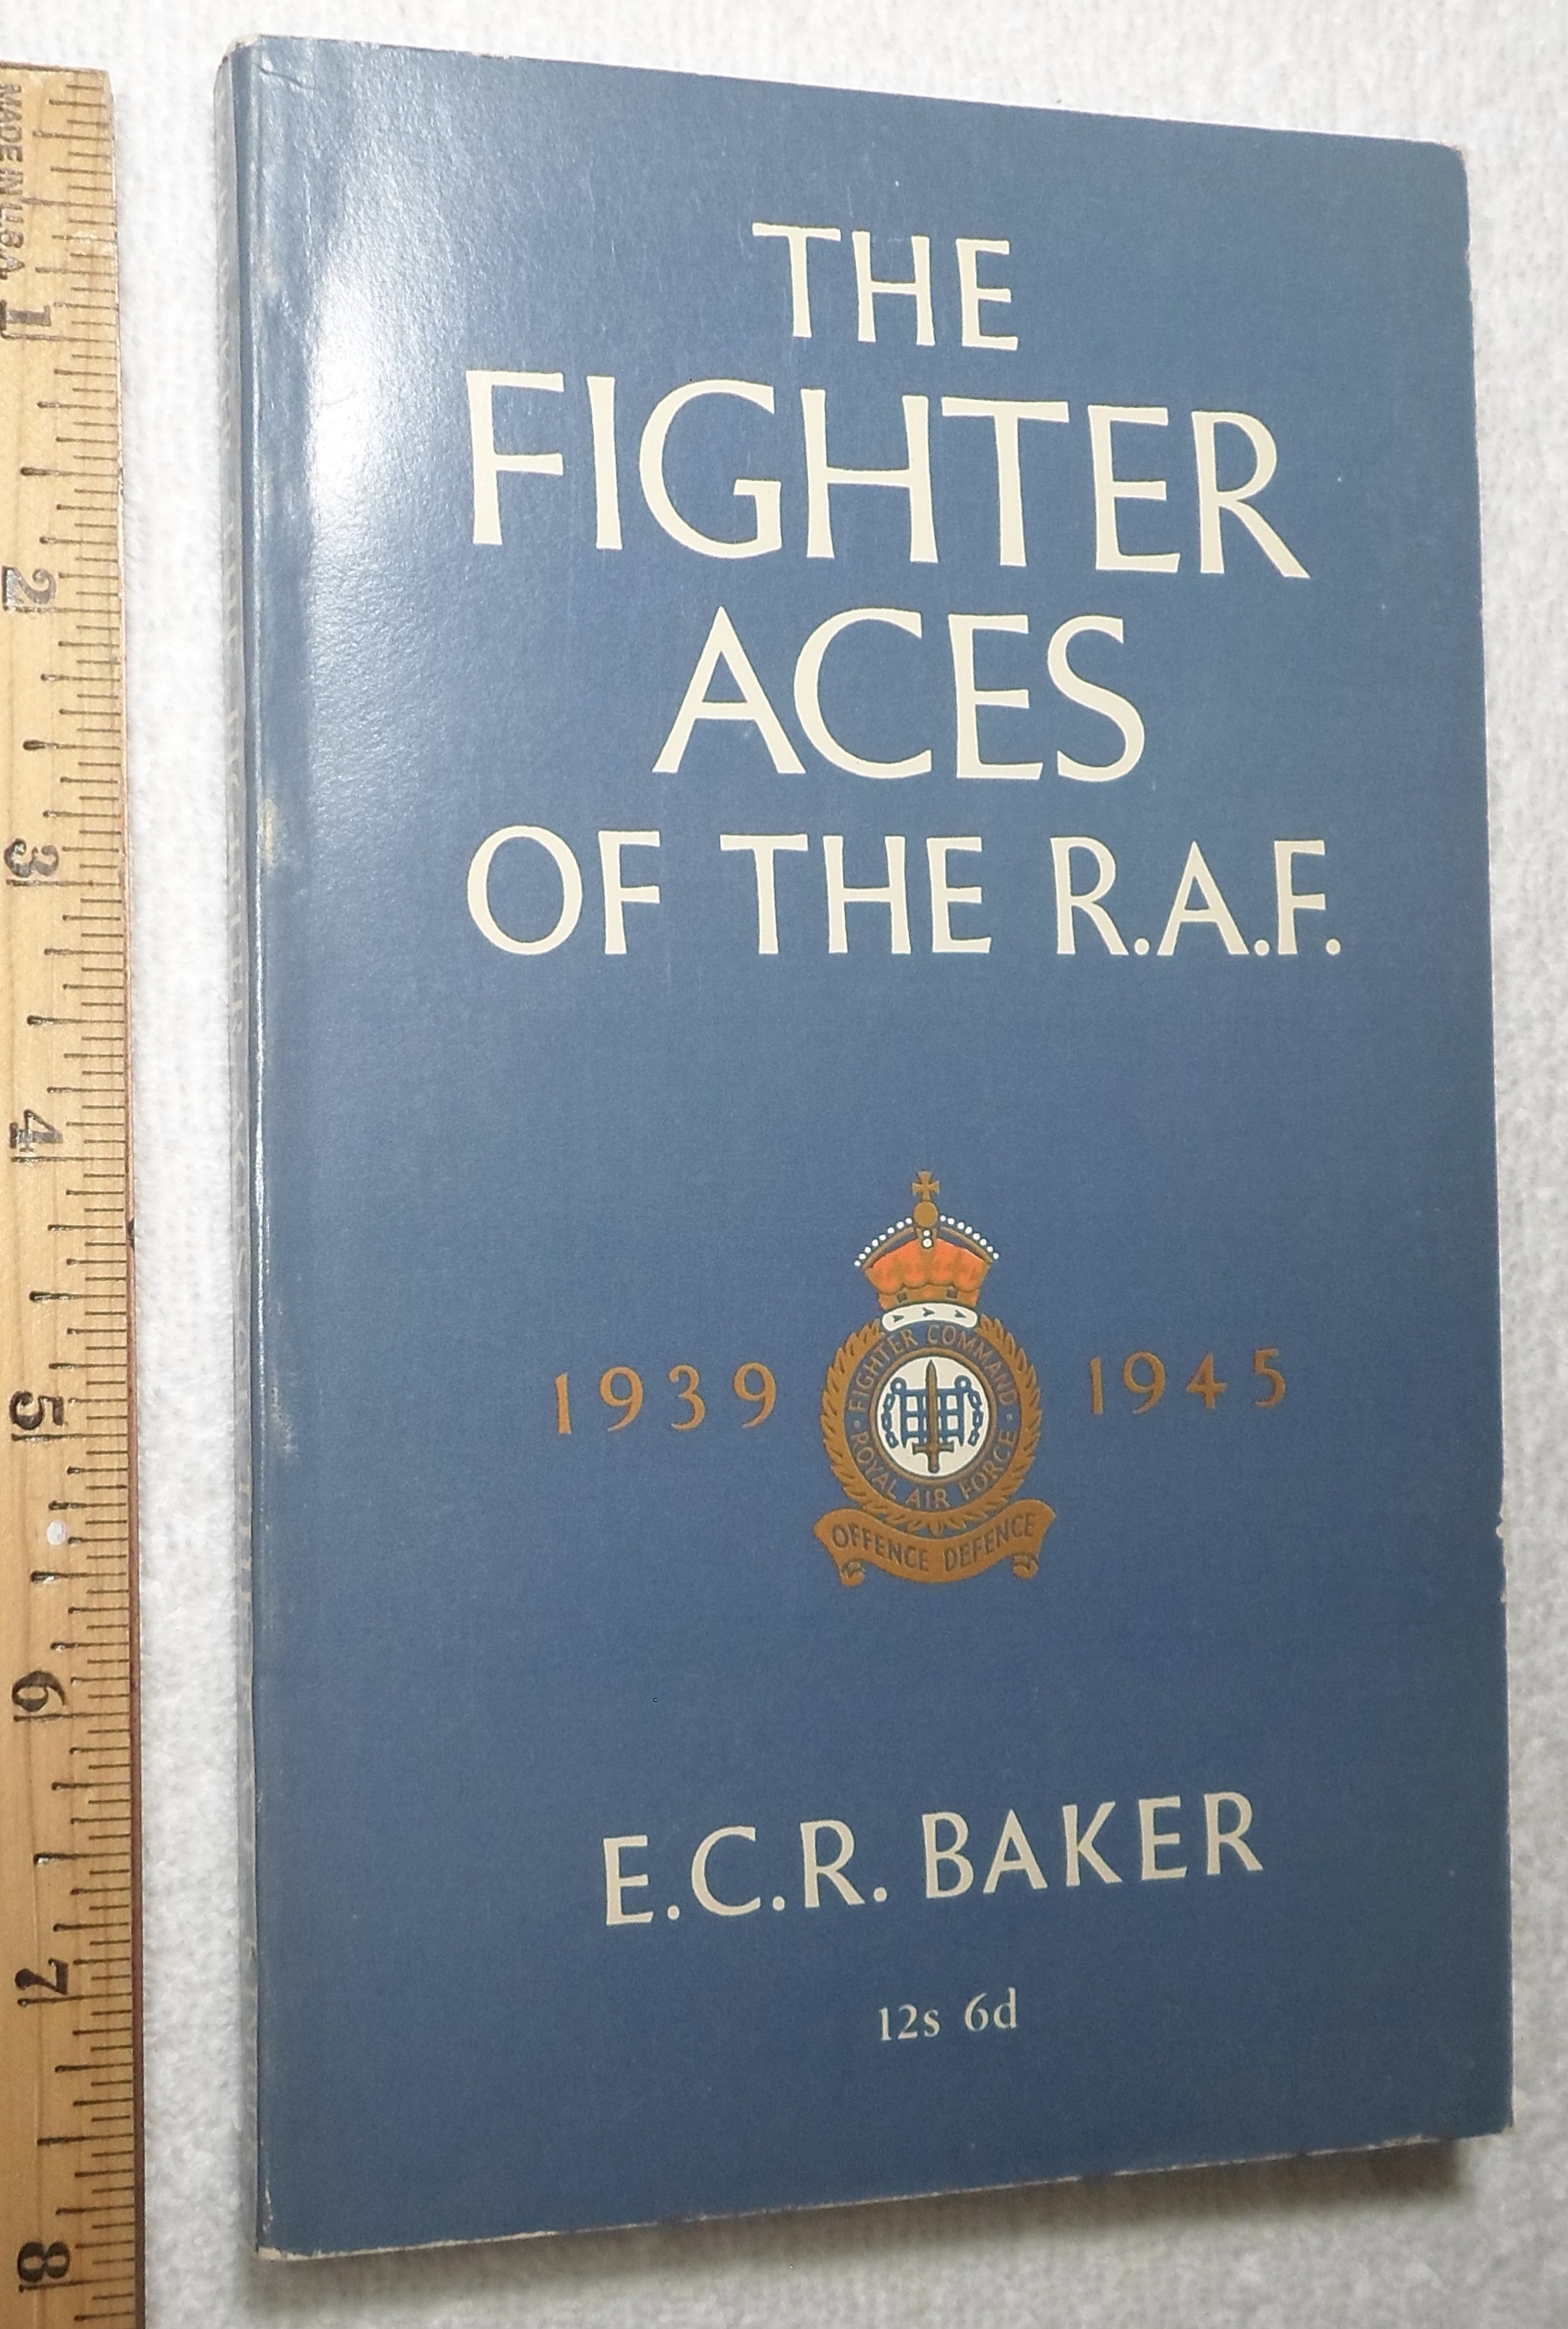 THE
FIGHTER
ACES
OF THE R.A.F.
1939 1945
FIGHTER COMMAND
ROYAL AIR FORCE
OFFENCE DEFENCE
E.C.R. BAKER
12s 6d
MADE IN U.S.A.
1
2
3
4
5
6
7
8